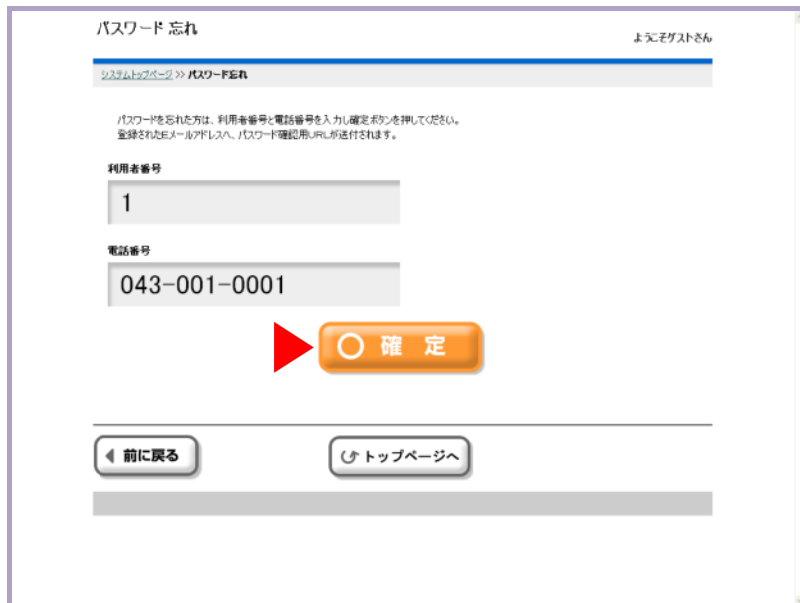 パスワード 忘れ
ようこそゲストさん
システムトップページ >> パスワード忘れ
パスワードを忘れた方は、利用者番号と電話番号を入力し確定ボタンを押してください。
登録されたEメールアドレスへ、パスワード確認用URLが送付されます。
利用者番号
1
電話番号
043-001-0001
確 定
前に戻る
トップページへ